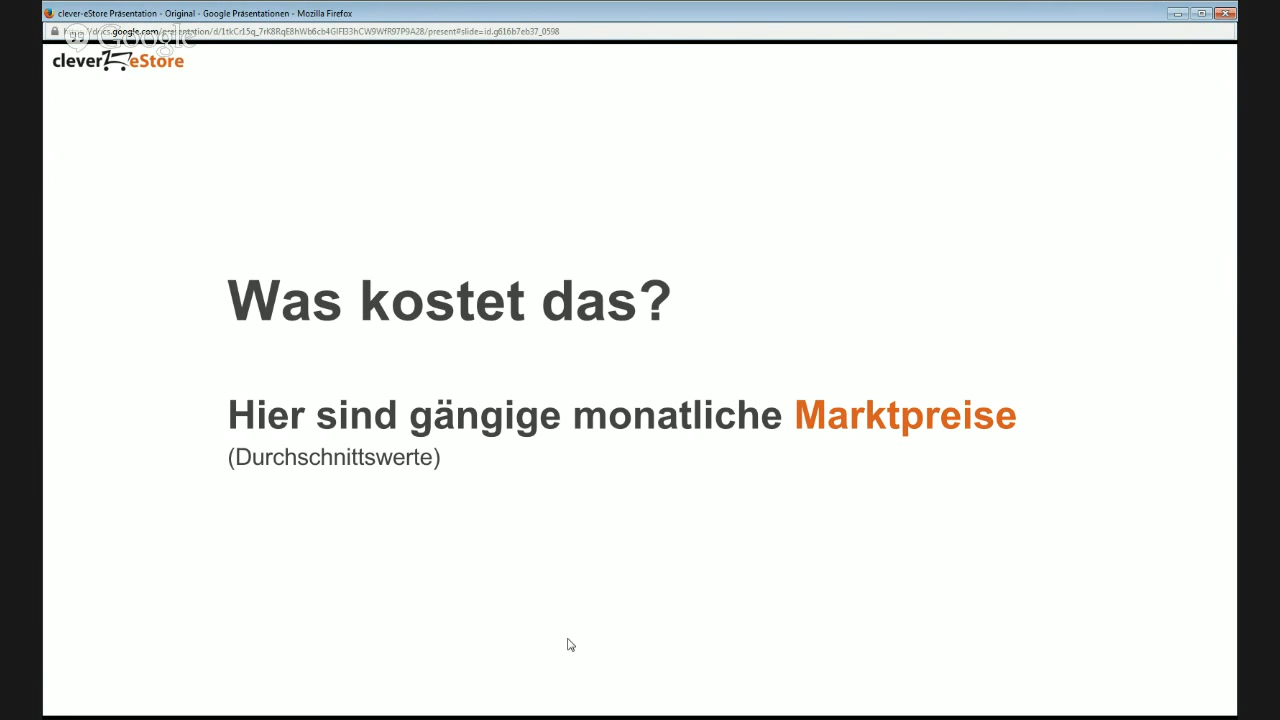 clever-eStore Präsentation - Original - Google Präsentationen - Mozilla Firefox
Google
clever eStore
Was kostet das?
Hier sind gängige monatliche Marktpreise
(Durchschnittswerte)